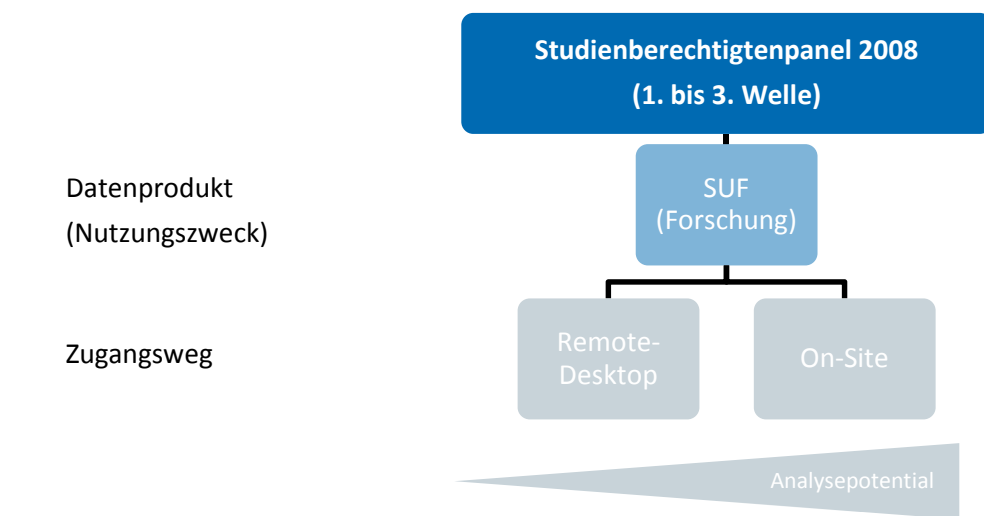 Studienberechtigtenpanel 2008
(1. bis 3. Welle)
Datenprodukt
(Nutzungszweck)
SUF
(Forschung)
Zugangsweg
Remote-
Desktop
On-Site
Analysepotential